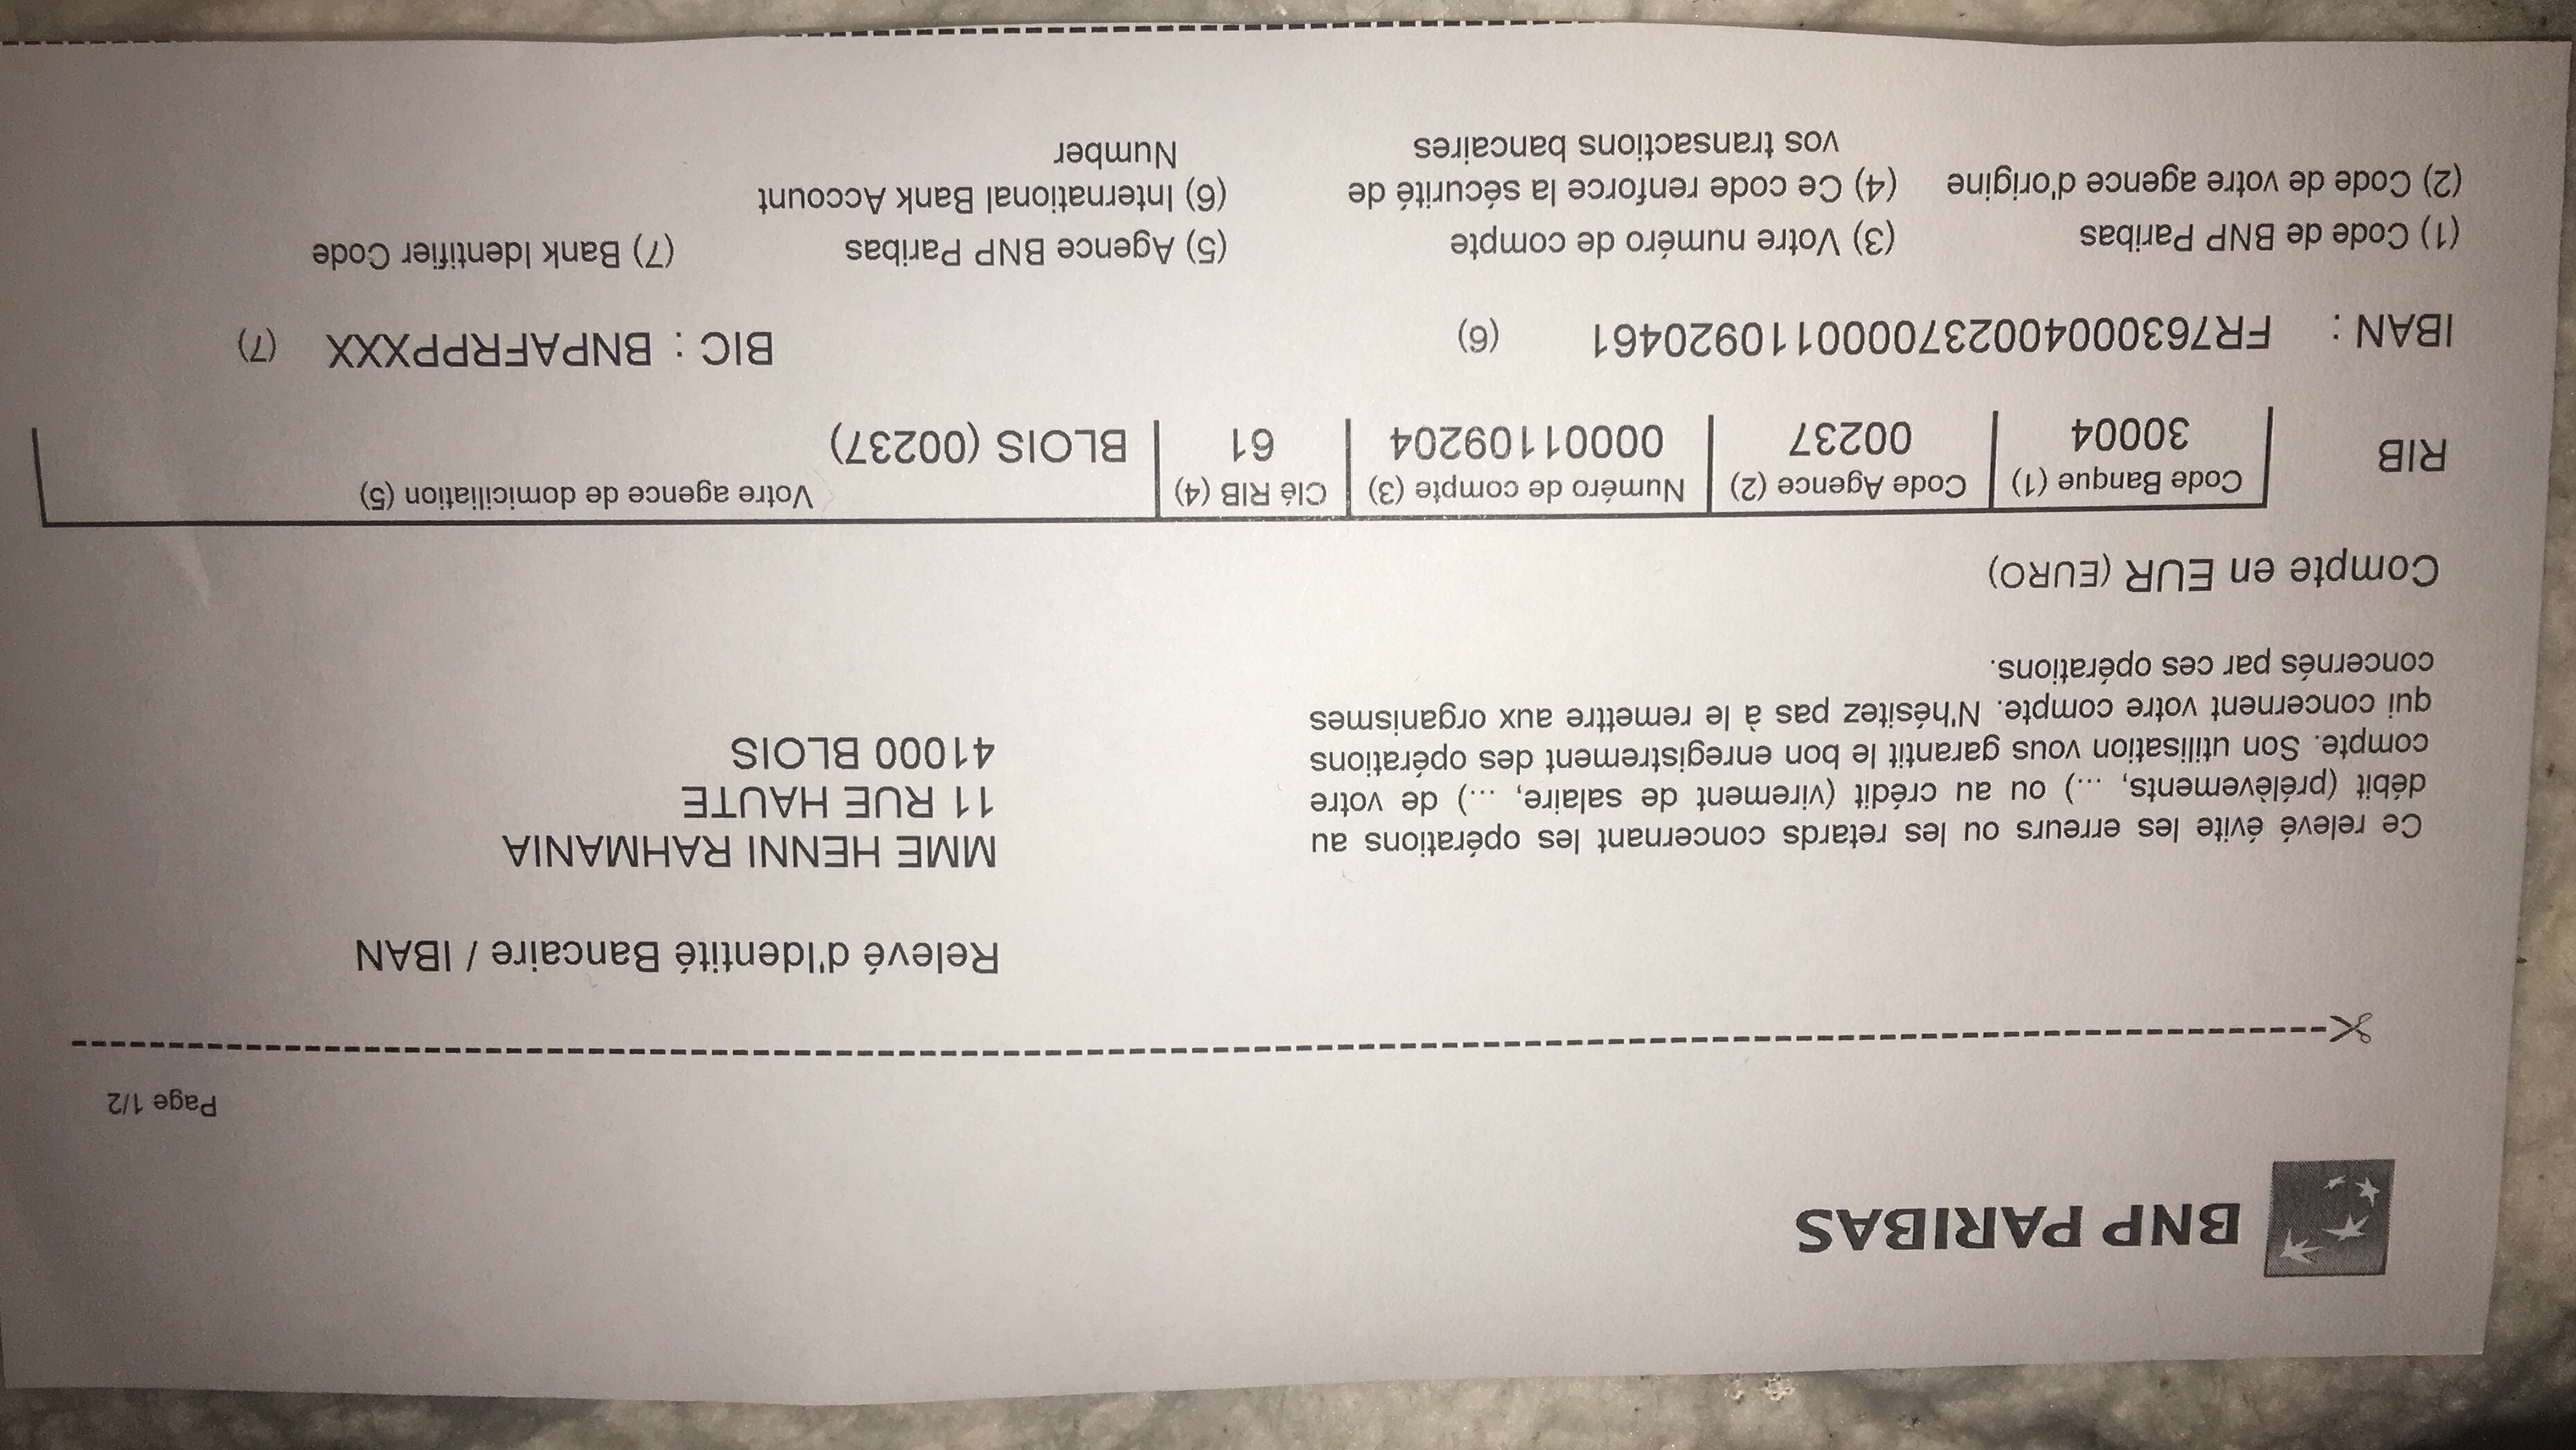 BNP PARIBAS
Page 1/2
Relevé d'Identité Bancaire / IBAN
MME HENNI RAHMANIA
11 RUE HAUTE
41000 BLOIS
Ce relevé évite les erreurs ou les retards concernant les opérations au
débit (prélèvements, ...) ou au crédit (virement de salaire, ...) de votre
compte. Son utilisation vous garantit le bon enregistrement des opérations
qui concernent votre compte. N'hésitez pas à le remettre aux organismes
concernés par ces opérations.
Compte en EUR (EURO)
RIB
Code Banque (1) Code Agence (2) Numéro de compte (3) Clé RIB (4) Votre agence de domiciliation (5)
30004 00237 00001109204 61 BLOIS (00237)
IBAN : FR7630004002370000110920461 (6) BIC : BNPAFRPPXXX (7)
(1) Code de BNP Paribas
(2) Code de votre agence d'origine
(3) Votre numéro de compte
(4) Ce code renforce la sécurité de
vos transactions bancaires
(5) Agence BNP Paribas
(6) International Bank Account
Number
(7) Bank Identifier Code